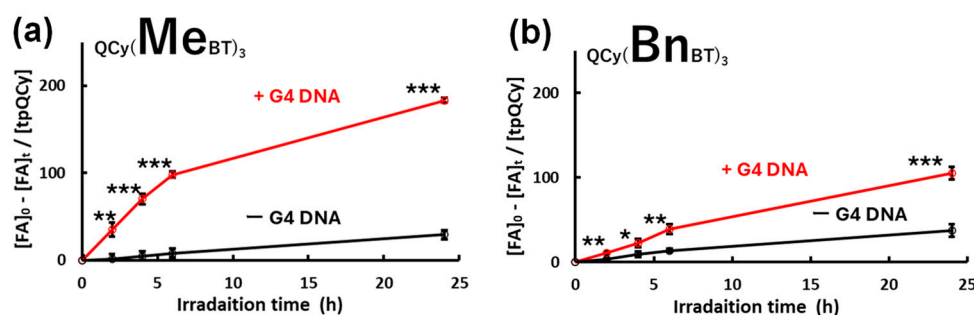 (a)
QCy(MeBT)3
[FA]0 - [FA]t / [tpQCy]
200
100
0
+ G4 DNA
— G4 DNA
**
***
***
***
0 5 10 15 20 25
Irradaition time (h)
(b)
QCy(BnBT)3
[FA]0 - [FA]t / [tpQCy]
200
100
0
+ G4 DNA
— G4 DNA
**
*
**
***
0 5 10 15 20 25
Irradaition time (h)